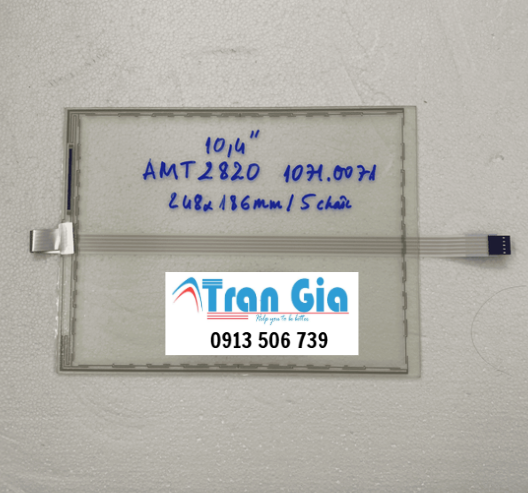 10,4"
AMT2820 1071.0071
248x186mm/5 chân
Tran Gia
Help you to be better
0913 506 739